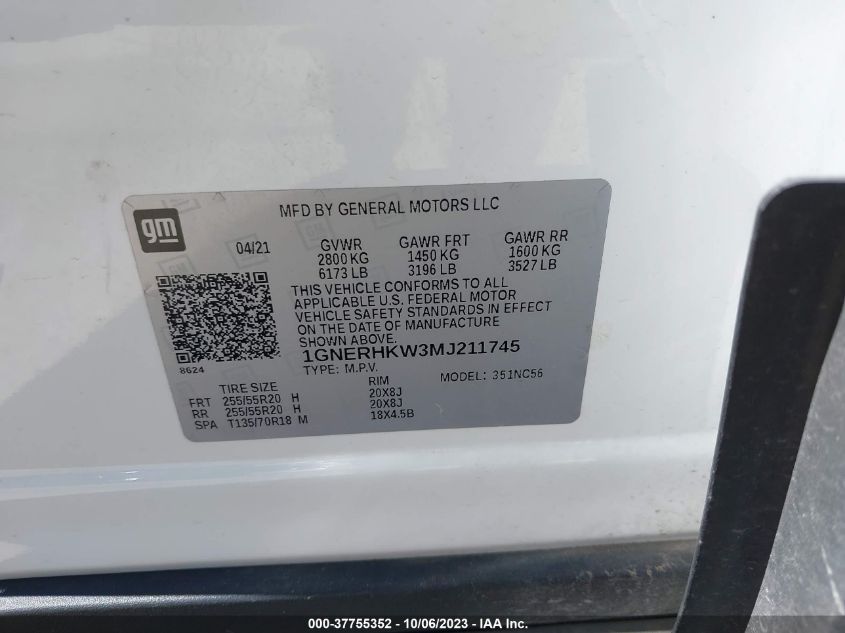 gm
MFD BY GENERAL MOTORS LLC
04/21 GVWR GAWR FRT GAWR RR
2800 KG 1450 KG 1600 KG
6173 LB 3196 LB 3527 LB
THIS VEHICLE CONFORMS TO ALL
APPLICABLE U.S. FEDERAL MOTOR
VEHICLE SAFETY STANDARDS IN EFFECT
ON THE DATE OF MANUFACTURE
SHOWN ABOVE.
1GNERHKW3MJ211745
8624
TYPE: M.P.V. MODEL: 351NC56
TIRE SIZE RIM
FRT 255/55R20 H 20X8J
RR 255/55R20 H 20X8J
SPA T135/70R18 M 18X4.5B
000-37755352 - 10/06/2023 - IAA Inc.